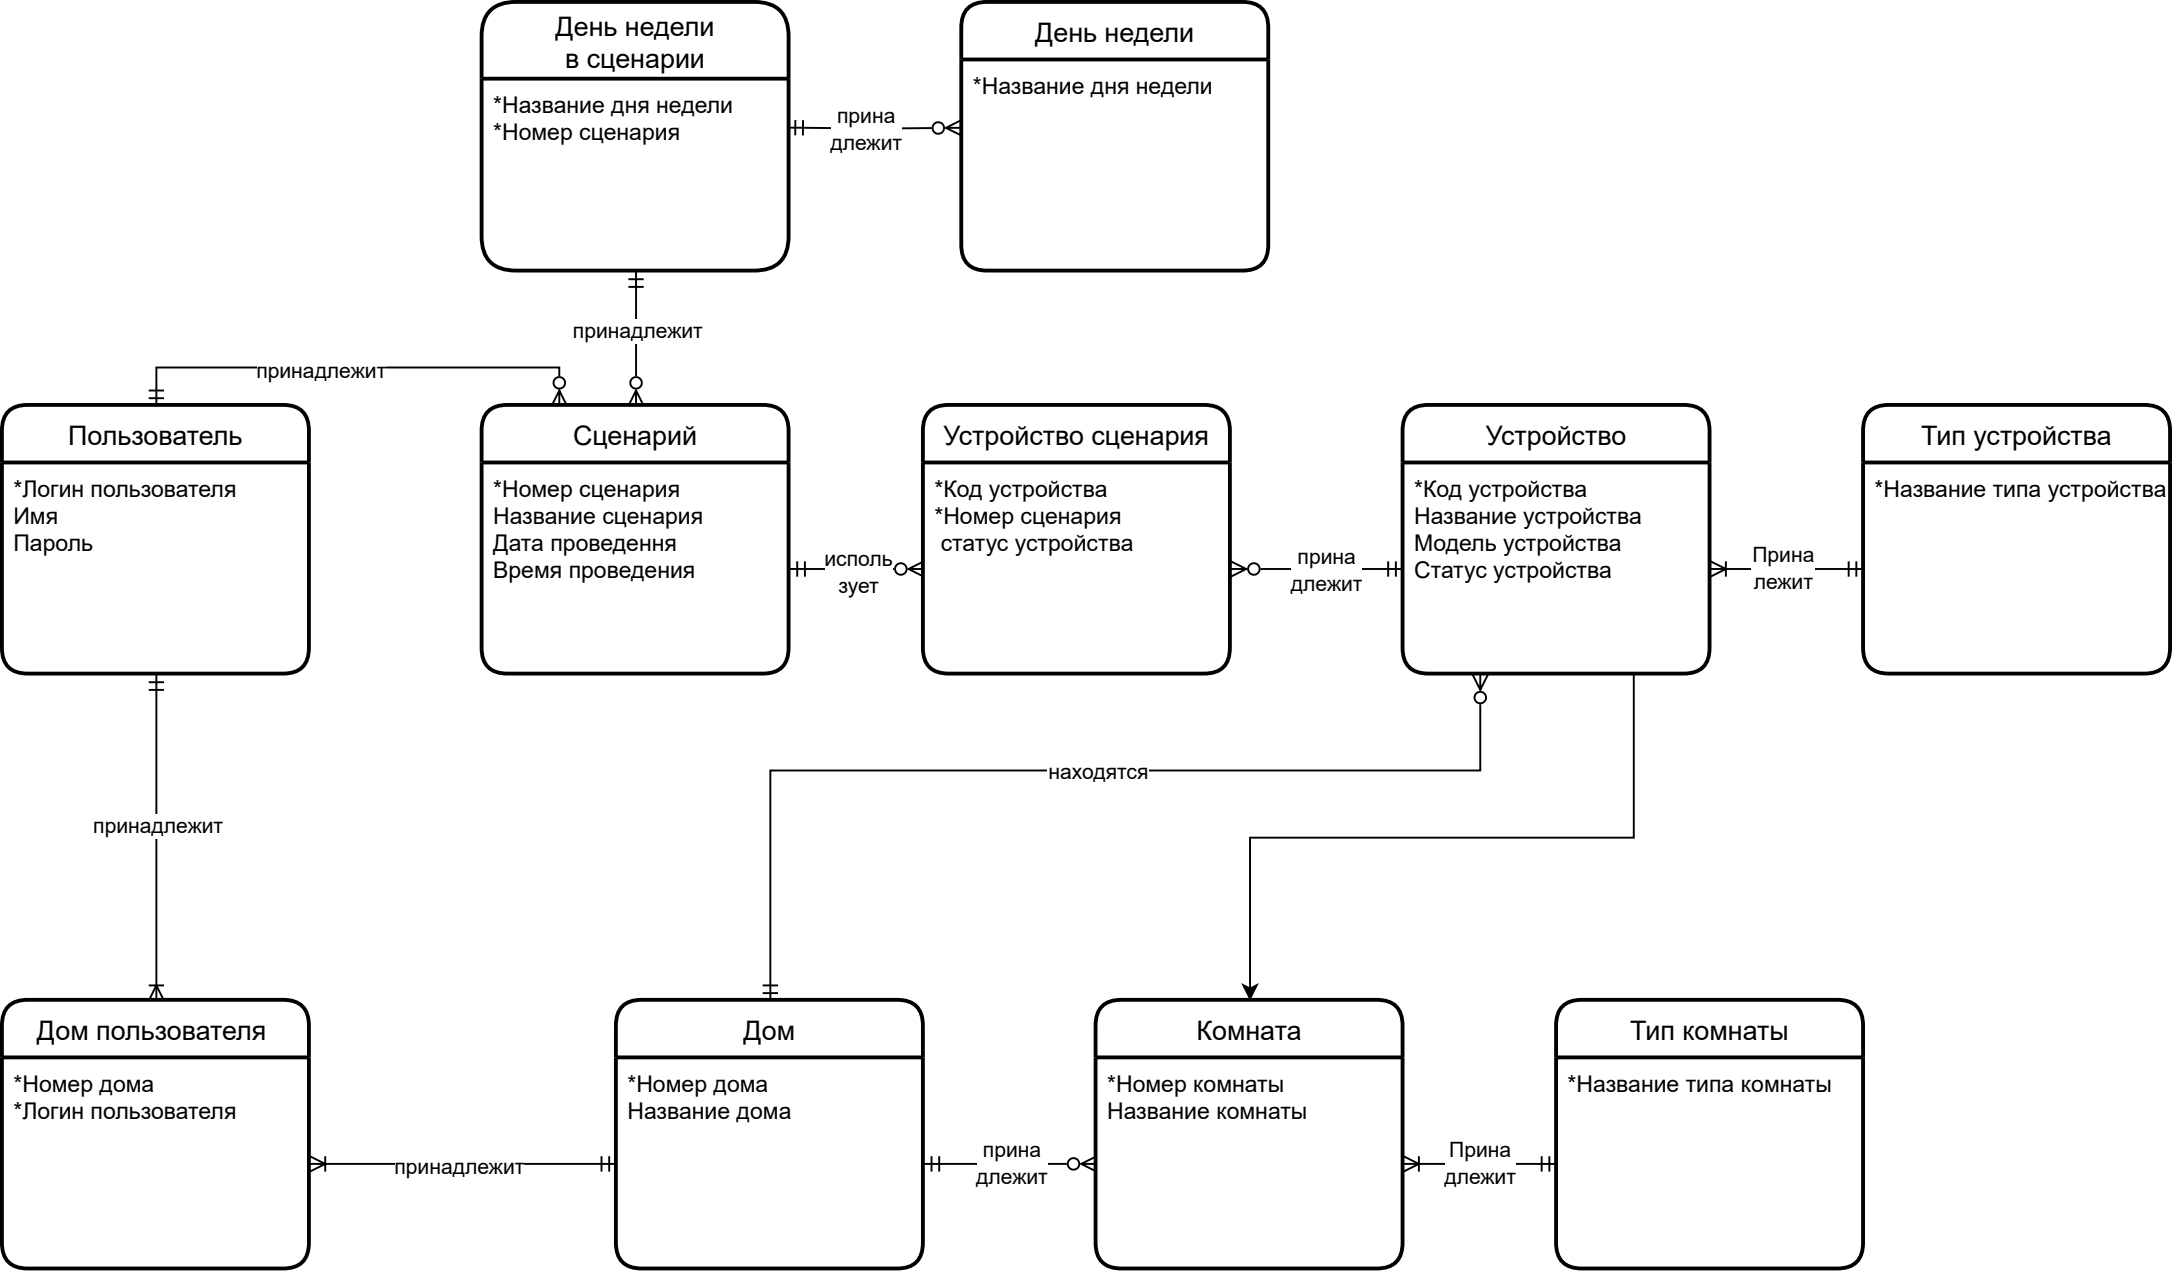 День недели
в сценарии
*Название дня недели
*Номер сценария
прина
длежит
День недели
*Название дня недели
принадлежит
принадлежит
Пользователь
*Логин пользователя
Имя
Пароль
Сценарий
*Номер сценария
Название сценария
Дата проведення
Время проведения
исполь
зует
Устройство сценария
*Код устройства
*Номер сценария
статус устройства
прина
длежит
Устройство
*Код устройства
Название устройства
Модель устройства
Статус устройства
Прина
лежит
Тип устройства
*Название типа устройства
находятся
принадлежит
Дом пользователя
*Номер дома
*Логин пользователя
принадлежит
Дом
*Номер дома
Название дома
прина
длежит
Комната
*Номер комнаты
Название комнаты
Прина
длежит
Тип комнаты
*Название типа комнаты